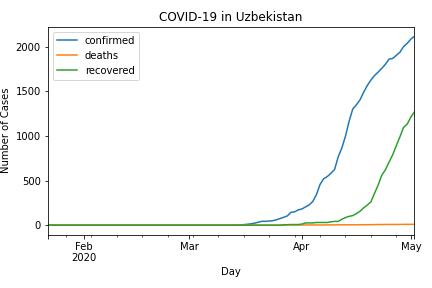 COVID-19 in Uzbekistan
confirmed
deaths
recovered
Number of Cases
2000
1500
1000
500
0
Feb
2020
Mar
Apr
May
Day